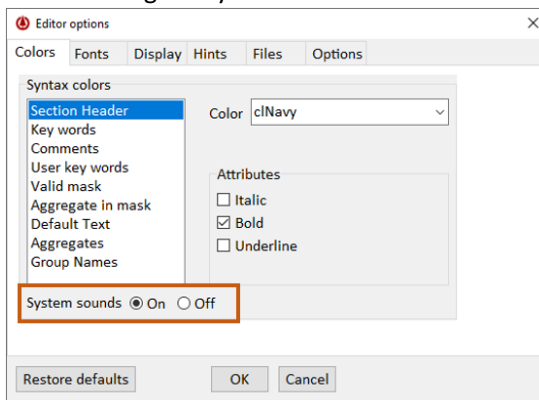 Editor options
Colors Fonts Display Hints Files Options
Syntax colors
Section Header
Key words
Comments
User key words
Valid mask
Aggregate in mask
Default Text
Aggregates
Group Names
Color clNavy
Attributes
Italic
Bold
Underline
System sounds On Off
Restore defaults OK Cancel